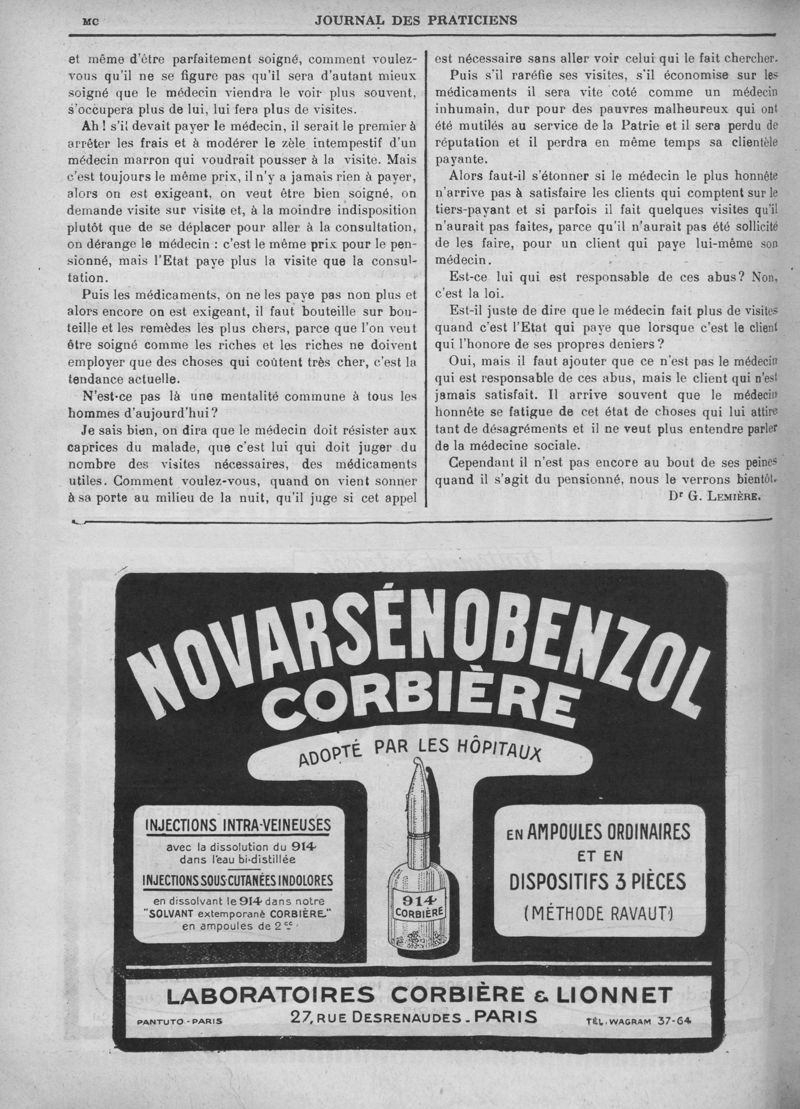 MC
JOURNAL DES PRATICIENS
et même d'être parfaitement soigné, comment voulez-
vous qu'il ne se figure pas qu'il sera d'autant mieux
soigné que le médecin viendra le voir plus souvent,
s'occupera plus de lui, lui fera plus de visites.
Ah ! s'il devait payer le médecin, il serait le premier à
arrêter les frais et à modérer le zèle intempestif d'un
médecin marron qui voudrait pousser à la visite. Mais
c'est toujours le même prix, il n'y a jamais rien à payer,
alors on est exigeant, on veut être bien soigné, on
demande visite sur visite et, à la moindre indisposition
plutôt que de se déplacer pour aller à la consultation,
on dérange le médecin : c'est le même prix pour le pen-
sionné, mais l'Etat paye plus la visite que la consul-
tation.
Puis les médicaments, on ne les paye pas non plus et
alors encore on est exigeant, il faut bouteille sur bou-
teille et les remèdes les plus chers, parce que l'on veut
être soigné comme les riches et les riches ne doivent
employer que des choses qui coûtent très cher, c'est la
tendance actuelle.
N'est-ce pas là une mentalité commune à tous les
hommes d'aujourd'hui ?
Je sais bien, on dira que le médecin doit résister aux
caprices du malade, que c'est lui qui doit juger du
nombre des visites nécessaires, des médicaments
utiles. Comment voulez-vous, quand on vient sonner
à sa porte au milieu de la nuit, qu'il juge si cet appel
est nécessaire sans aller voir celui qui le fait chercher.
Puis s'il raréfie ses visites, s'il économise sur les
médicaments il sera vite coté comme un médecin
inhumain, dur pour des pauvres malheureux qui ont
été mutilés au service de la Patrie et il sera perdu de
réputation et il perdra en même temps sa clientèle
payante.
Alors faut-il s'étonner si le médecin le plus honnête
n'arrive pas à satisfaire les clients qui comptent sur le
tiers-payant et si parfois il fait quelques visites qu'il
n'aurait pas faites, parce qu'il n'aurait pas été sollicité
de les faire, pour un client qui paye lui-même son
médecin.
Est-ce lui qui est responsable de ces abus? Non,
c'est la loi.
Est-il juste de dire que le médecin fait plus de visites
quand c'est l'Etat qui paye que lorsque c'est le client
qui l'honore de ses propres deniers ?
Oui, mais il faut ajouter que ce n'est pas le médecin
qui est responsable de ces abus, mais le client qui n'est
jamais satisfait. Il arrive souvent que le médecin
honnête se fatigue de cet état de choses qui lui attire
tant de désagréments et il ne veut plus entendre parler
de la médecine sociale.
Cependant il n'est pas encore au bout de ses peines
quand il s'agit du pensionné, nous le verrons bientôt.
Dr G. LEMIÈRE.
NOVARSÉNOBENZOL
CORBIÈRE
ADOPTÉ PAR LES HÔPITAUX
INJECTIONS INTRA-VEINEUSES
avec la dissolution du 914
dans l'eau bi-distillée
INJECTIONS SOUS-CUTANÉES INDOLORES
en dissolvant le 914 dans notre
"SOLVANT extemporané CORBIÈRE"
en ampoules de 2cc
914
CORBIÈRE
EN AMPOULES ORDINAIRES
ET EN
DISPOSITIFS 3 PIÈCES
(MÉTHODE RAVAUT)
LABORATOIRES CORBIÈRE & LIONNET
PANTUTO - PARIS
27, RUE DESRENAUDES - PARIS
TÉL. WAGRAM 37-64